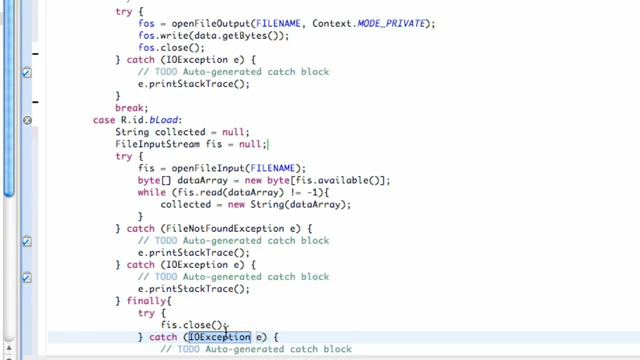 try {
fos = openFileOutput(FILENAME, Context.MODE_PRIVATE);
fos.write(data.getBytes());
fos.close();
} catch (IOException e) {
// TODO Auto-generated catch block
e.printStackTrace();
}
break;
case R.id.bLoad:
String collected = null;
FileInputStream fis = null;
try {
fis = openFileInput(FILENAME);
byte[] dataArray = new byte[fis.available()];
while (fis.read(dataArray) != -1){
collected = new String(dataArray);
}
} catch (FileNotFoundException e) {
// TODO Auto-generated catch block
e.printStackTrace();
} catch (IOException e) {
// TODO Auto-generated catch block
e.printStackTrace();
} finally{
try {
fis.close();
} catch (IOException e) {
// TODO Auto-generated catch block